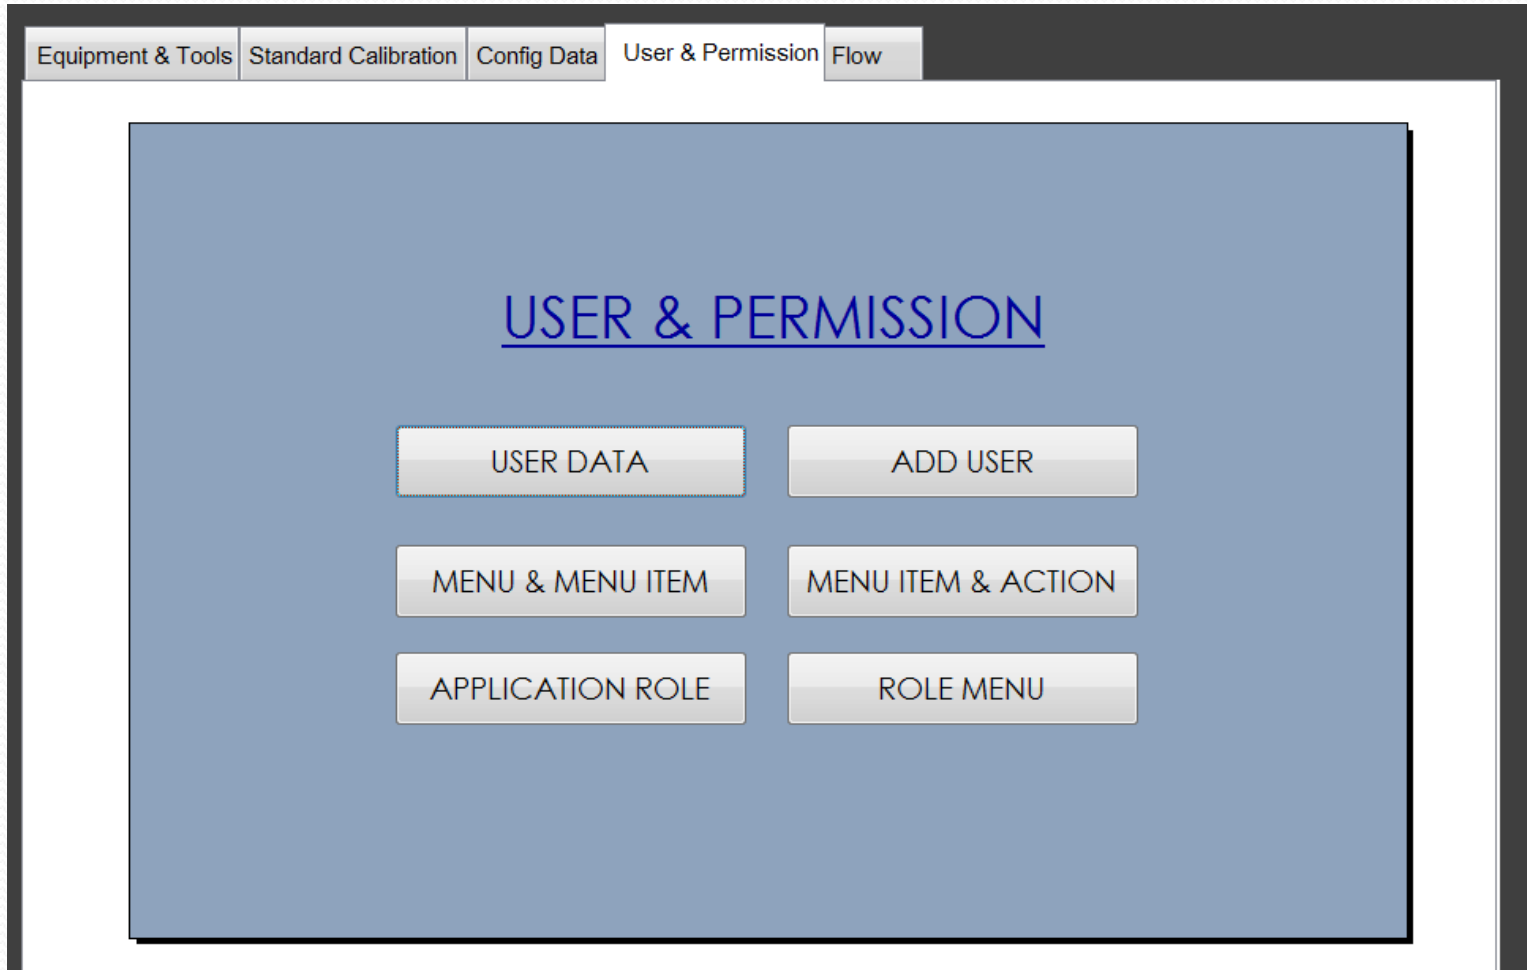 Equipment & Tools Standard Calibration Config Data User & Permission Flow
USER & PERMISSION
USER DATA ADD USER
MENU & MENU ITEM MENU ITEM & ACTION
APPLICATION ROLE ROLE MENU